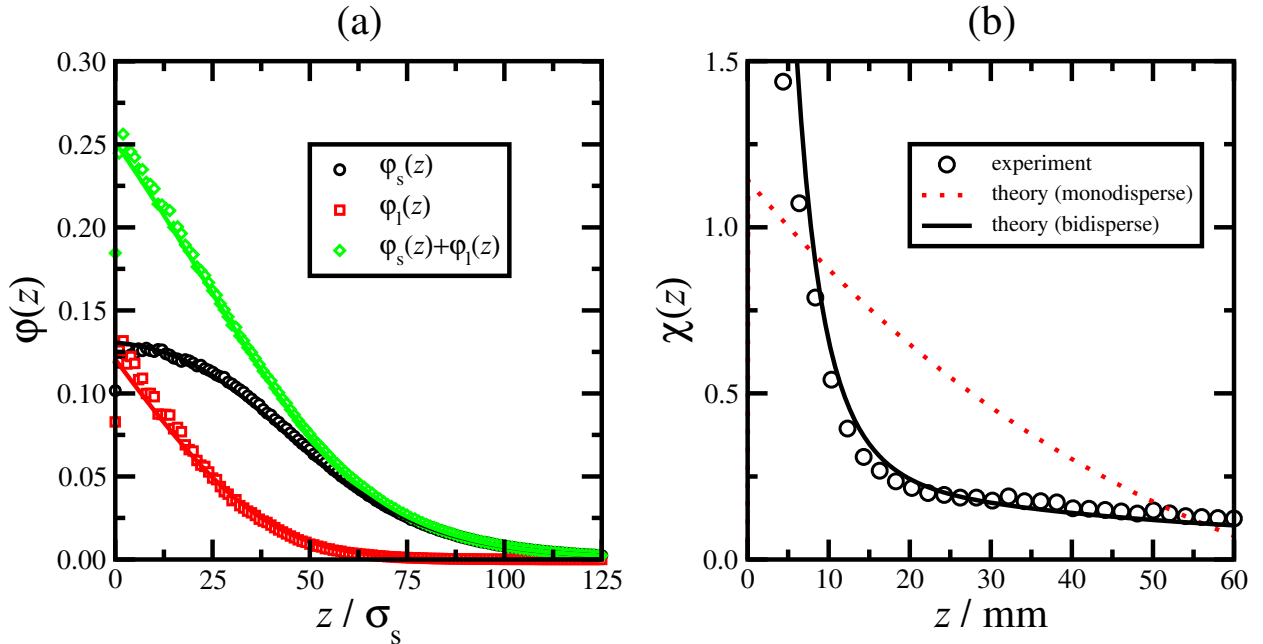 (a)
0.30
0.25
0.20
0.15
0.10
0.05
0.00
φ(z)
φs(z)
φl(z)
φs(z)+φl(z)
0 25 50 75 100 125
z / σs
(b)
1.5
1.0
0.5
0.0
χ(z)
experiment
theory (monodisperse)
theory (bidisperse)
0 10 20 30 40 50 60
z / mm